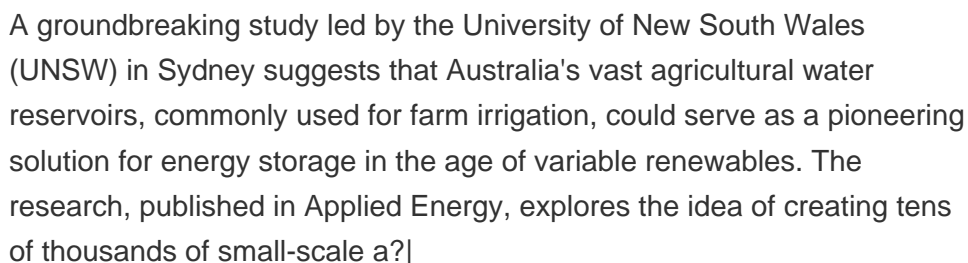 A groundbreaking study led by the University of New South Wales
(UNSW) in Sydney suggests that Australia's vast agricultural water
reservoirs, commonly used for farm irrigation, could serve as a pioneering
solution for energy storage in the age of variable renewables. The
research, published in Applied Energy, explores the idea of creating tens
of thousands of small-scale a?|